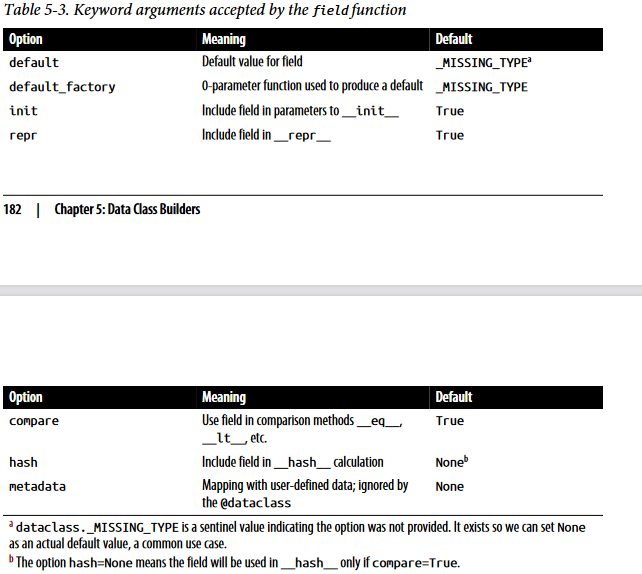 Table 5-3. Keyword arguments accepted by the field function
Option Meaning Default
default Default value for field _MISSING_TYPEa
default_factory 0-parameter function used to produce a default _MISSING_TYPE
init Include field in parameters to __init__ True
repr Include field in __repr__ True
182 | Chapter 5: Data Class Builders
Option Meaning Default
compare Use field in comparison methods __eq__, True
__lt__, etc.
hash Include field in __hash__ calculation Noneb
metadata Mapping with user-defined data; ignored by None
the @dataclass
a dataclass._MISSING_TYPE is a sentinel value indicating the option was not provided. It exists so we can set None
as an actual default value, a common use case.
b The option hash=None means the field will be used in __hash__ only if compare=True.